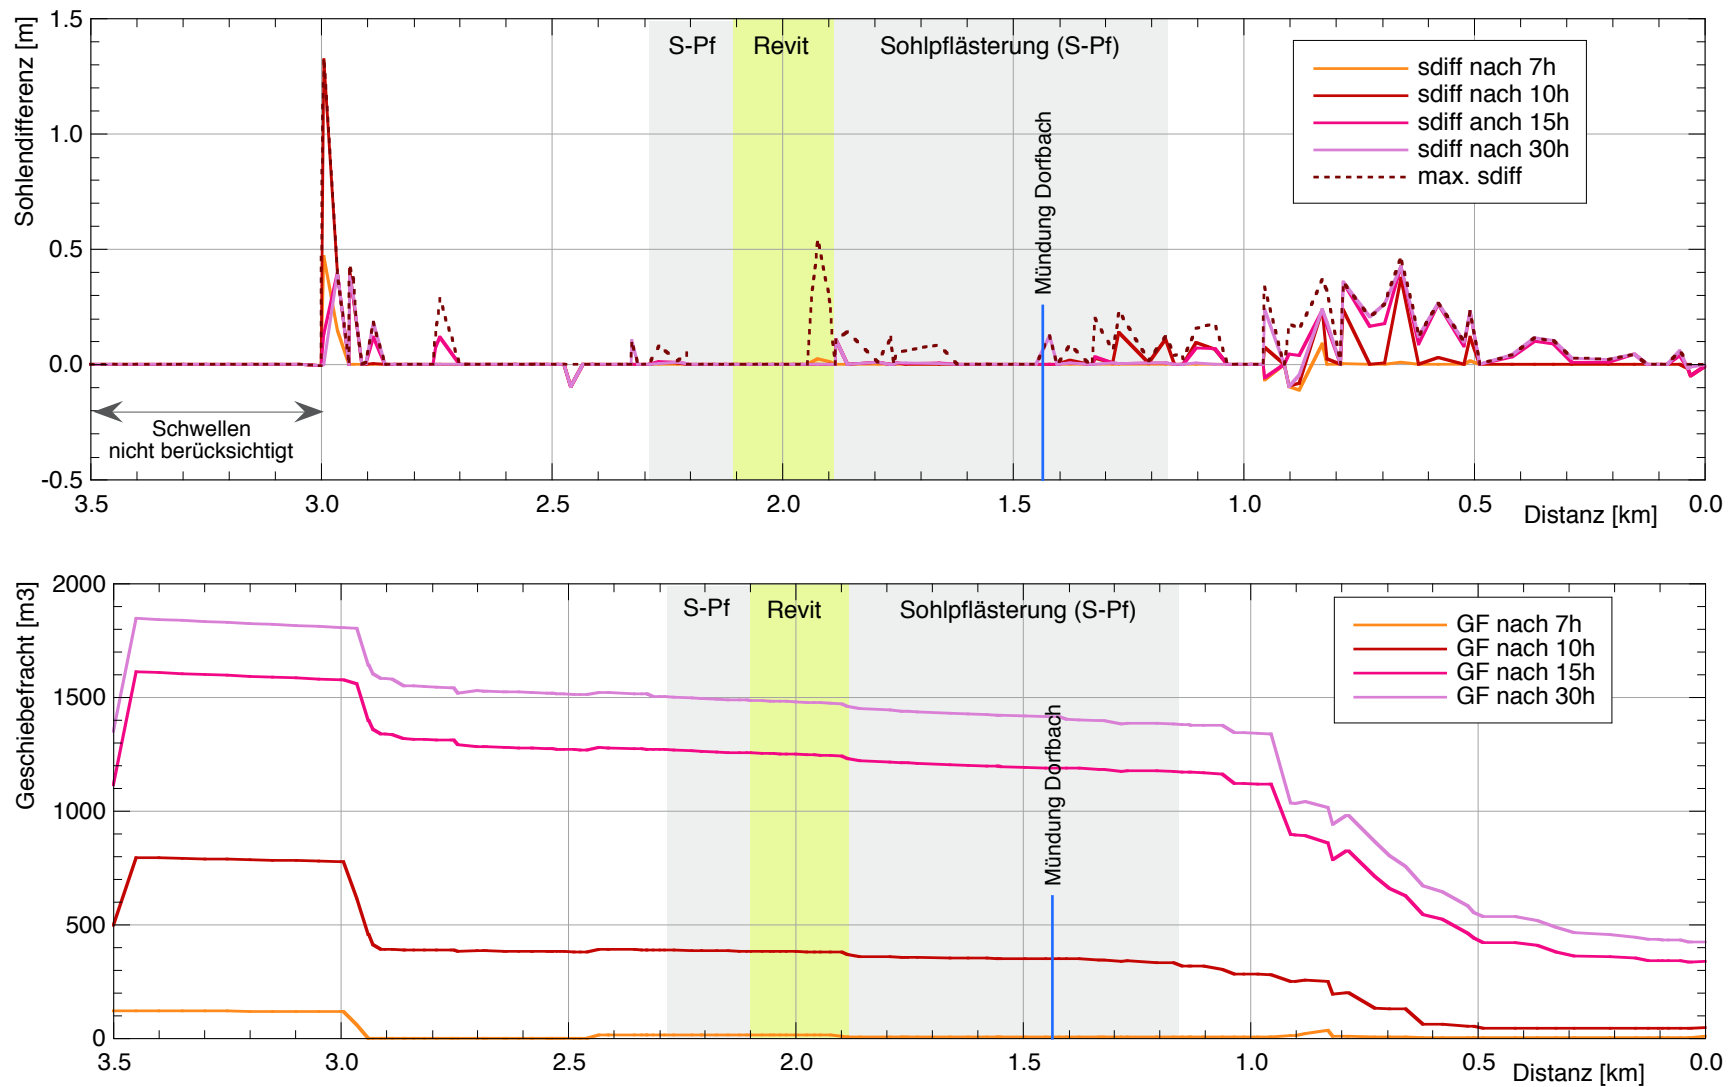 Sohlendifferenz [m]
1.5
1.0
0.5
0.0
-0.5
S-Pf
Revit
Sohlpflästerung (S-Pf)
Mündung Dorfbach
sdiff nach 7h
sdiff nach 10h
sdiff anch 15h
sdiff nach 30h
max. sdiff
Schwellen
nicht berücksichtigt
3.5 3.0 2.5 2.0 1.5 1.0 0.5 0.0
Distanz [km]
Geschiebefracht [m3]
2000
1500
1000
500
0
S-Pf
Revit
Sohlpflästerung (S-Pf)
Mündung Dorfbach
GF nach 7h
GF nach 10h
GF nach 15h
GF nach 30h
3.5 3.0 2.5 2.0 1.5 1.0 0.5 0.0
Distanz [km]